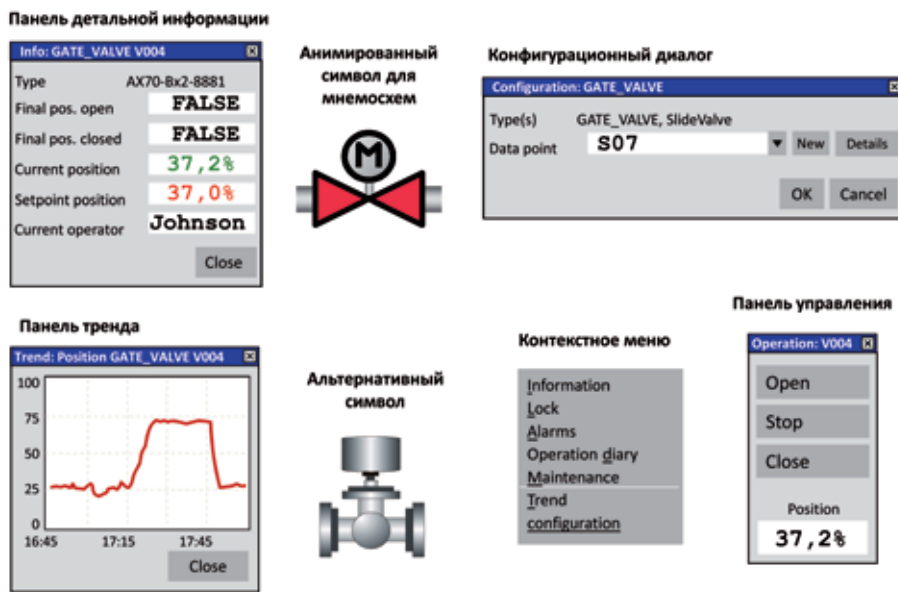 Панель детальной информации
Info: GATE_VALVE V004
Type AX70-Bx2-8881
Final pos. open FALSE
Final pos. closed FALSE
Current position 37,2%
Setpoint position 37,0%
Current operator Johnson
Close
Анимированный
символ для
мнемосхем
M
Конфигурационный диалог
Configuration: GATE_VALVE
Type(s) GATE_VALVE, SlideValve
Data point S07 New Details
OK Cancel
Панель тренда
Trend: Position GATE_VALVE V004
100
75
50
25
0
16:45 17:15 17:45
Close
Альтернативный
символ
Контекстное меню
Information
Lock
Alarms
Operation diary
Maintenance
Trend
configuration
Панель управления
Operation: V004
Open
Stop
Close
Position
37,2%